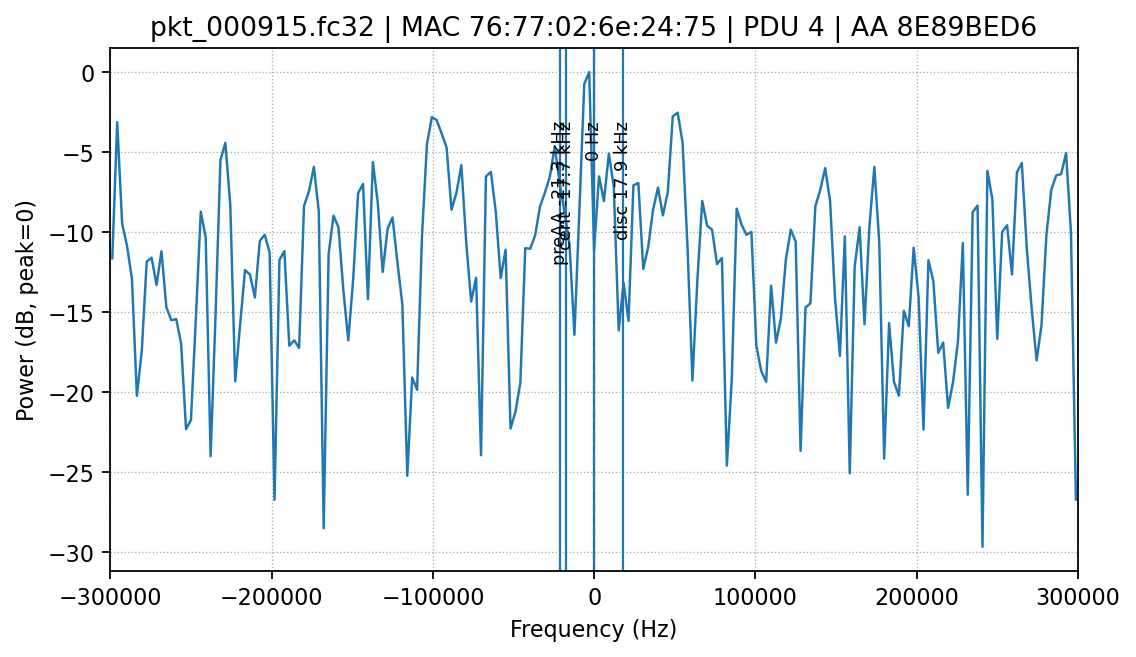 pkt_000915.fc32 | MAC 76:77:02:6e:24:75 | PDU 4 | AA 8E89BED6
Power (dB, peak=0)
0
−5
−10
−15
−20
−25
−30
0 Hz
disc 17.9 kHz
−300000
−200000
−100000
0
100000
200000
300000
Frequency (Hz)